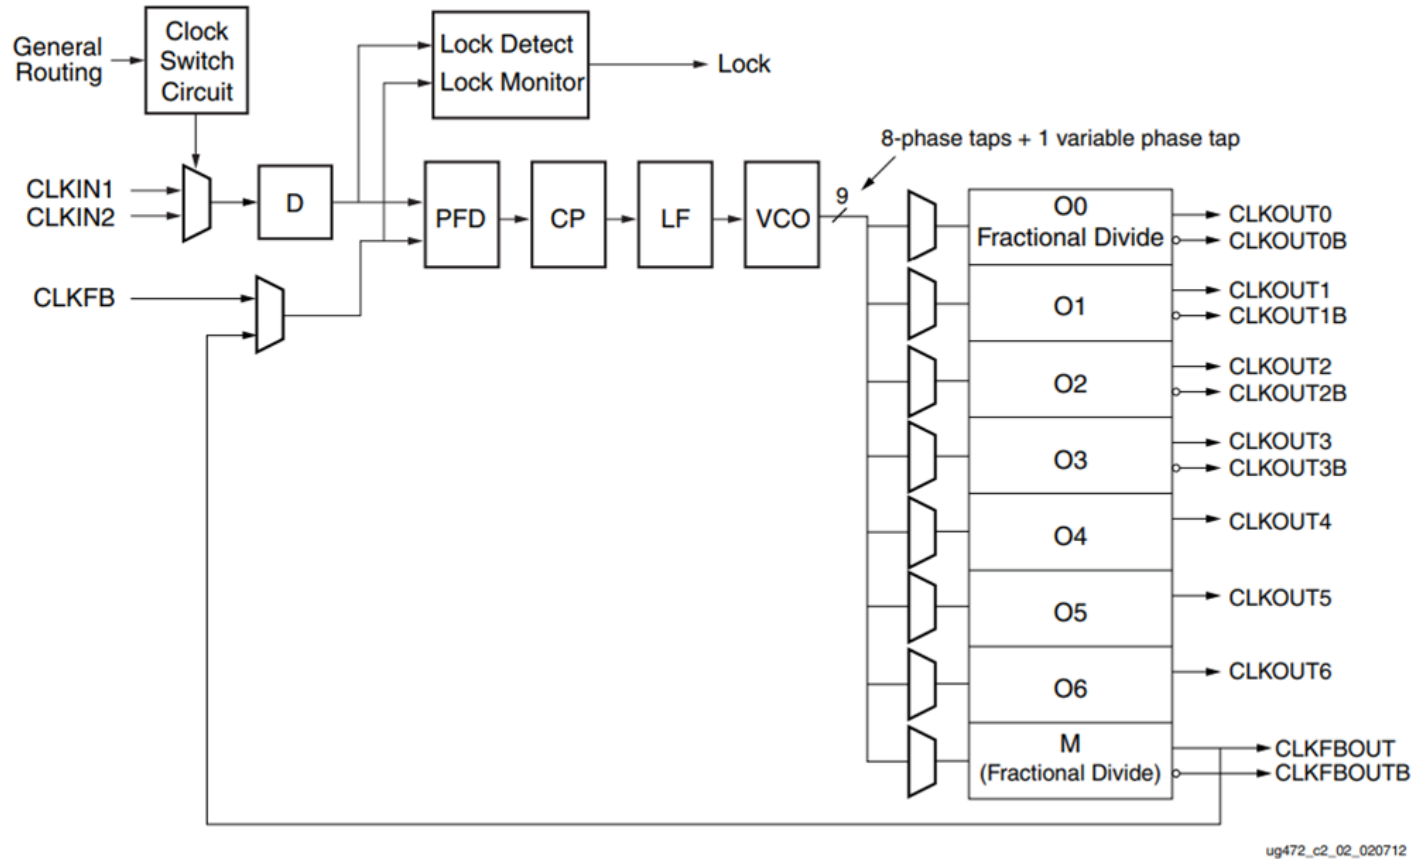 General
Routing
Clock
Switch
Circuit
Lock Detect
Lock Monitor
Lock
8-phase taps + 1 variable phase tap
CLKIN1
CLKIN2
D
PFD
CP
LF
VCO
9
CLKFB
O0
Fractional Divide
CLKOUT0
CLKOUT0B
O1
CLKOUT1
CLKOUT1B
O2
CLKOUT2
CLKOUT2B
O3
CLKOUT3
CLKOUT3B
O4
CLKOUT4
O5
CLKOUT5
O6
CLKOUT6
M
(Fractional Divide)
CLKFBOUT
CLKFBOUTB
ug472_c2_02_020712